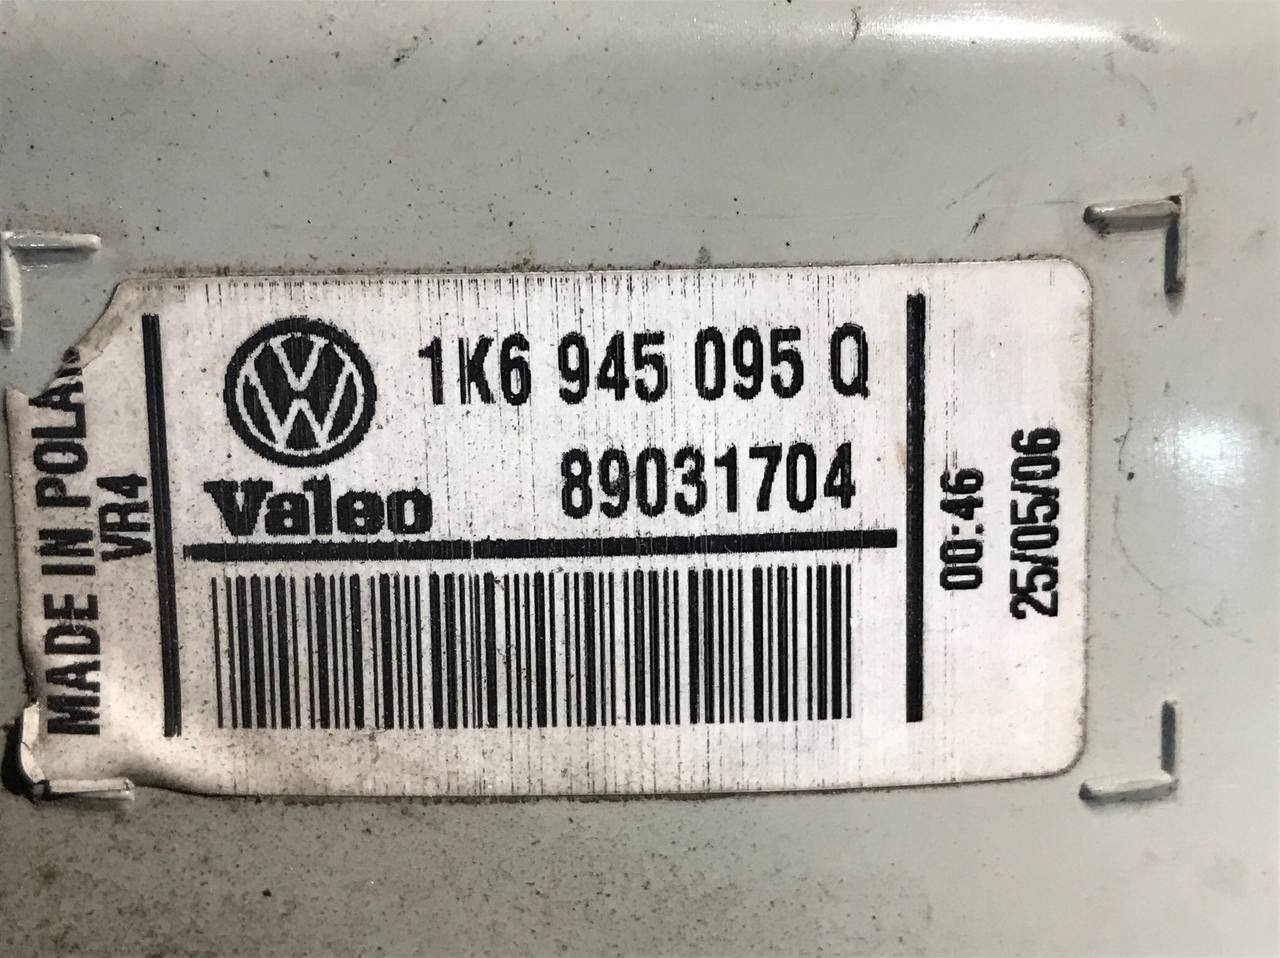 MADE IN POLAN
VR4
1K6 945 095 Q
89031704
Valeo
00:46
25/05/06